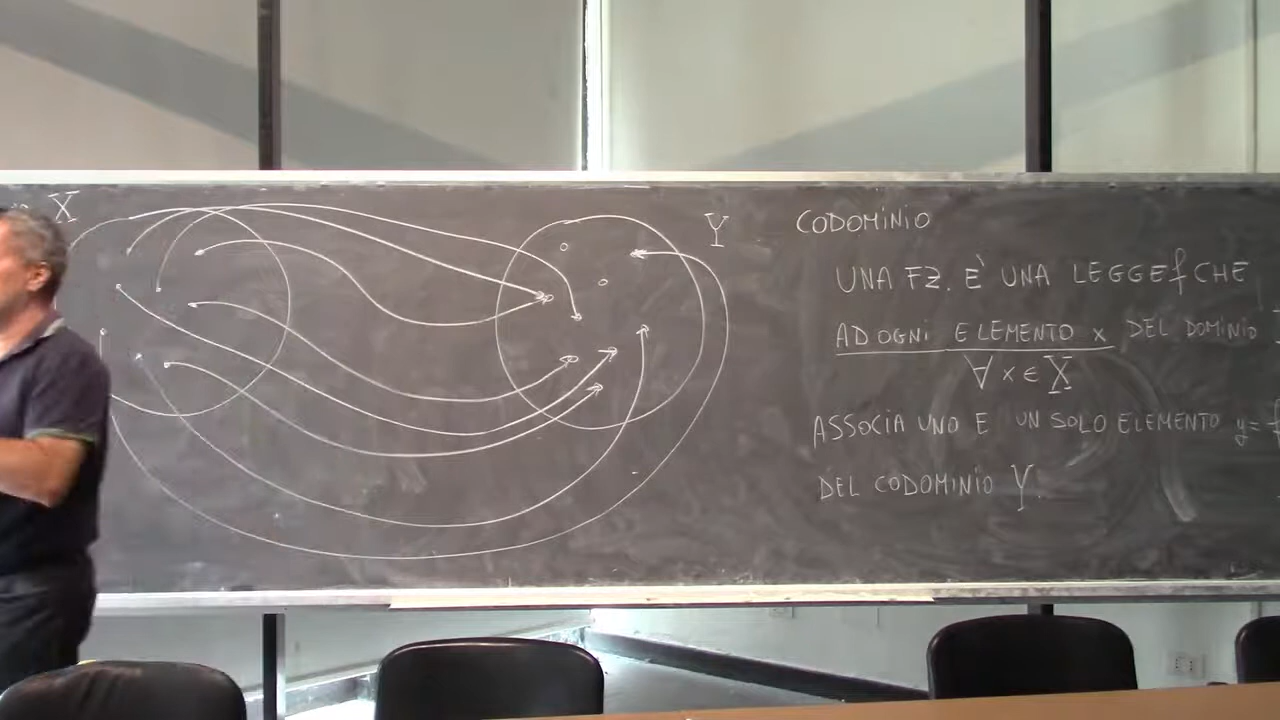 X
Y
CODOMINIO
UNA FZ. È UNA LEGGE f CHE
AD OGNI ELEMENTO x DEL DOMINIO
∀ x ∈ X
ASSOCIA UNO E UN SOLO ELEMENTO y =
DEL CODOMINIO Y.